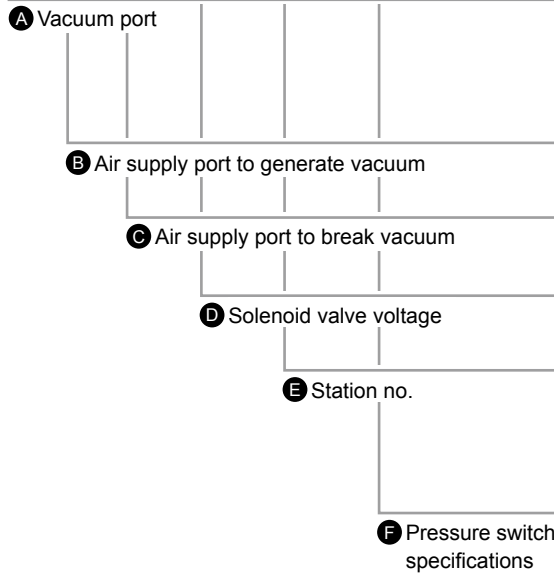 A Vacuum port
B Air supply port to generate vacuum
C Air supply port to break vacuum
D Solenoid valve voltage
E Station no.
F Pressure switch
specifications